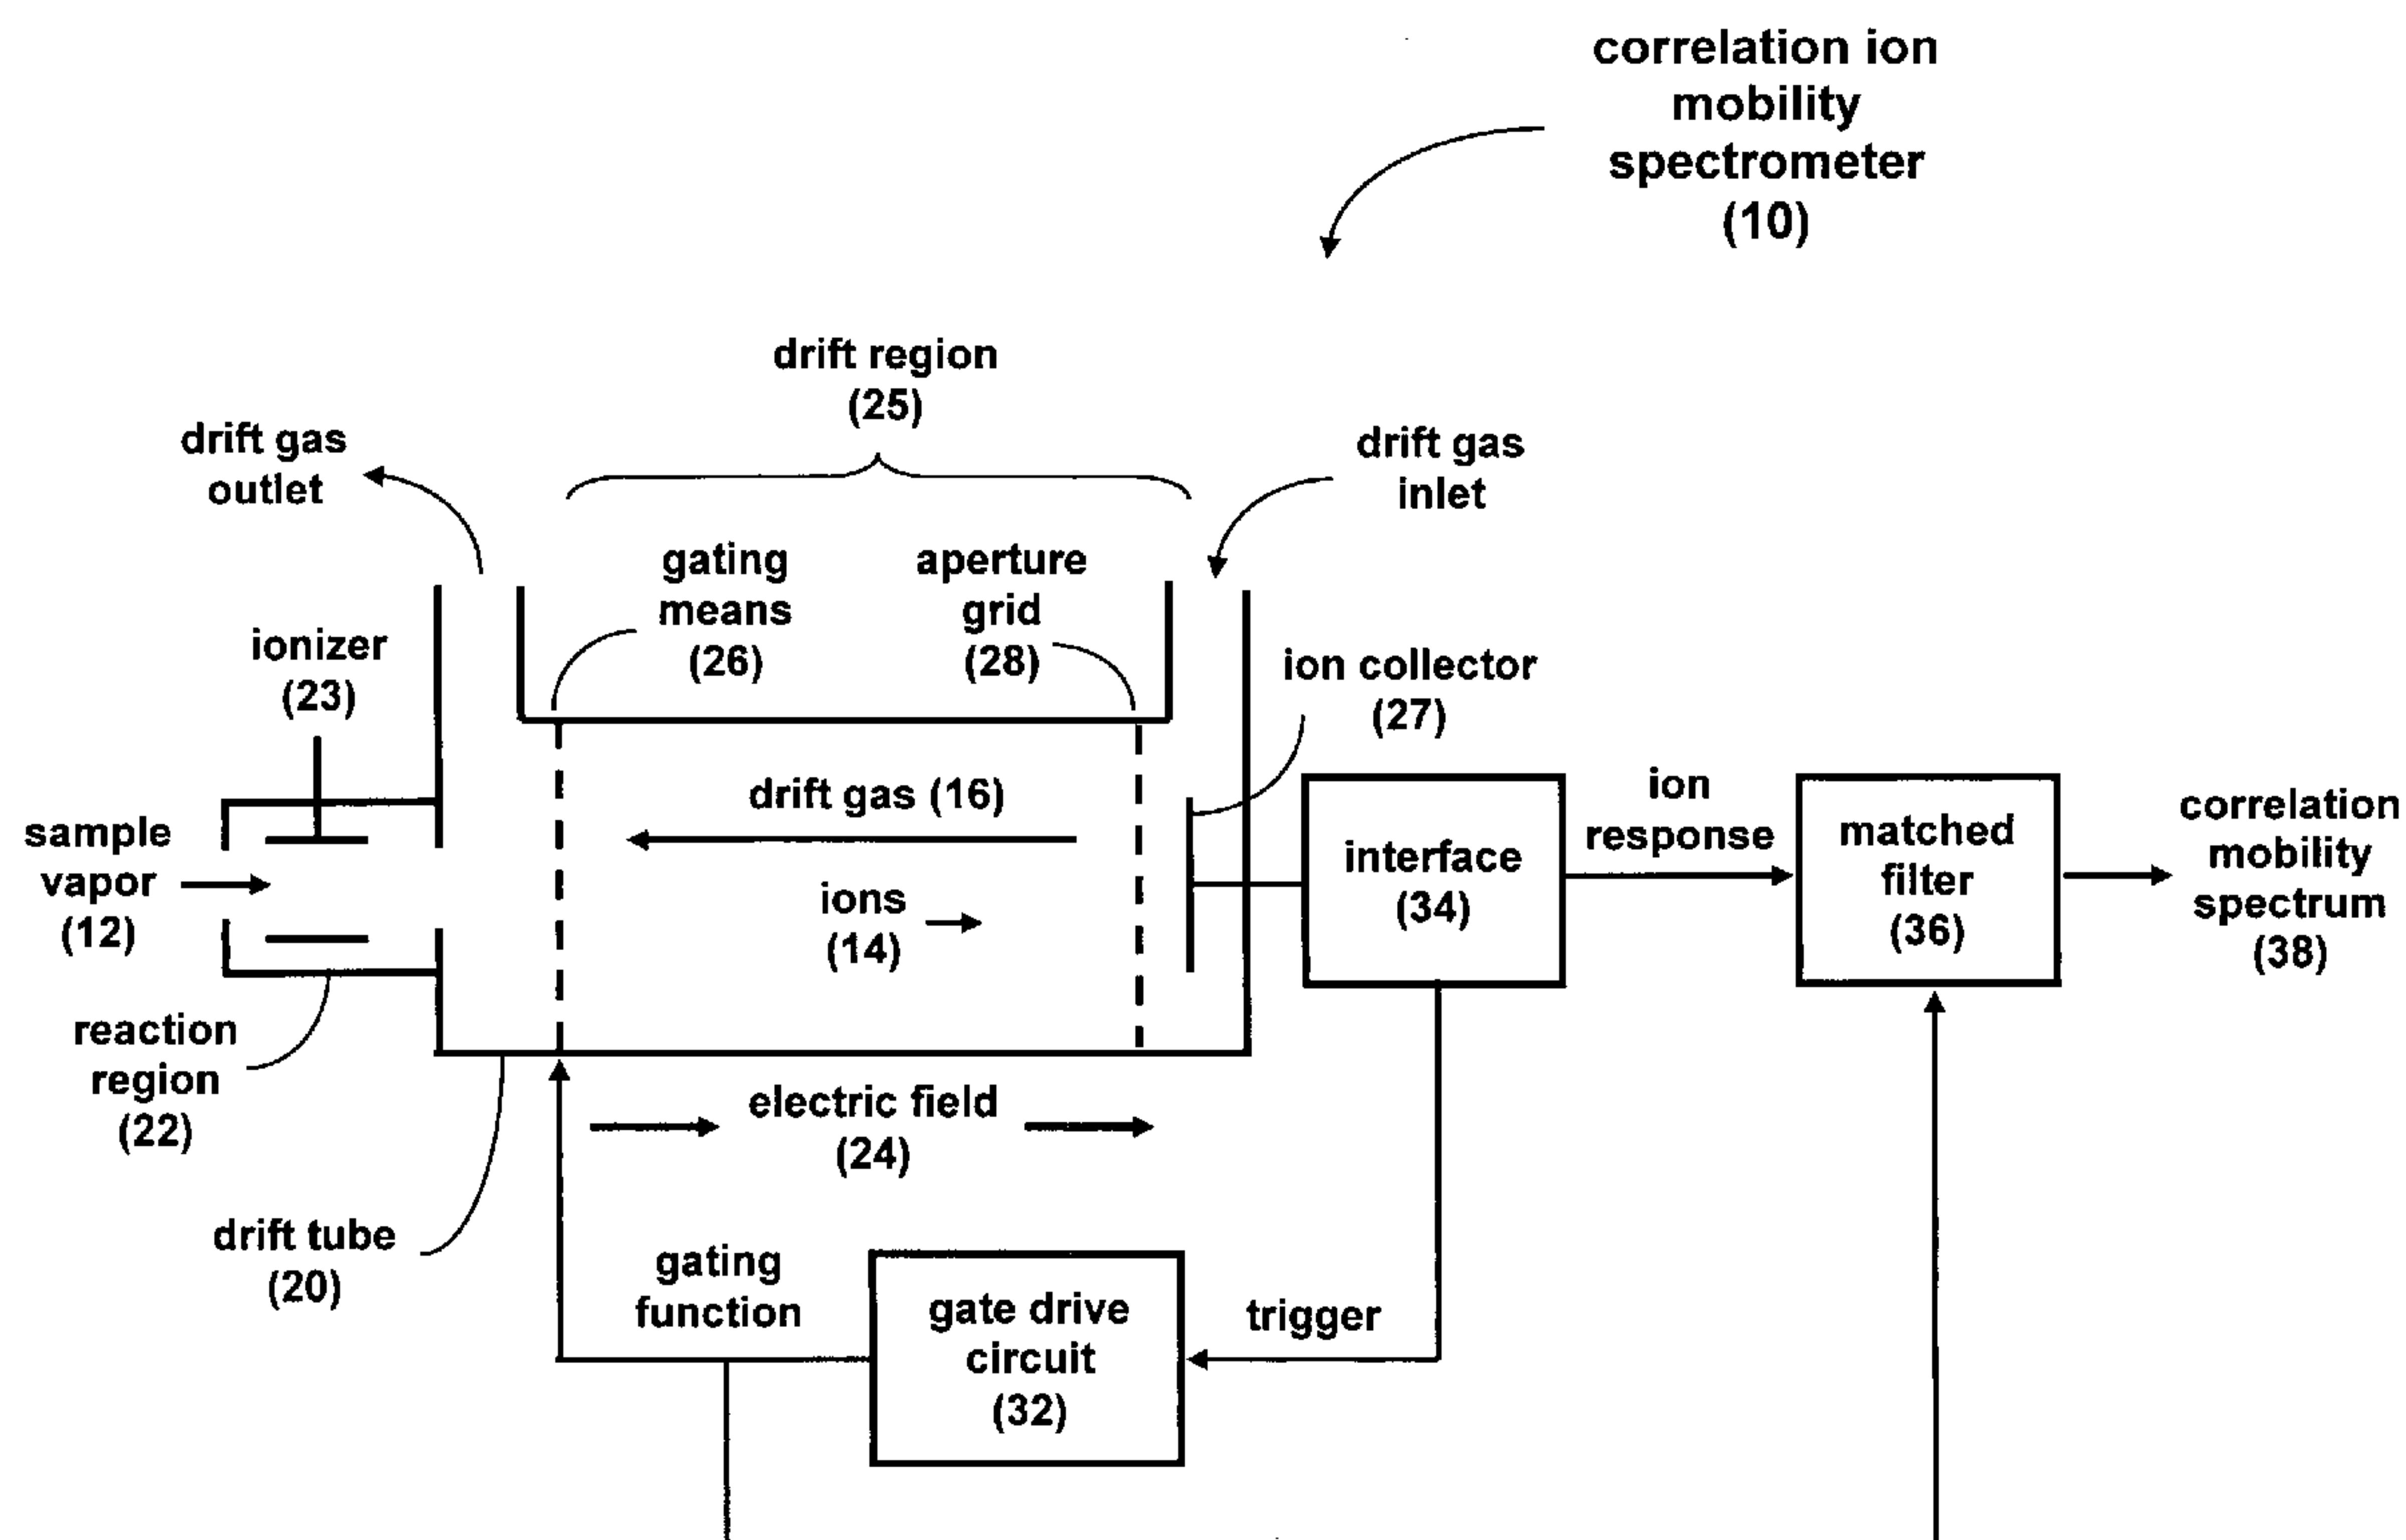 correlation ion
mobility
spectrometer
(10)
drift region
(25)
drift gas
outlet
drift gas
inlet
gating
means
(26)
aperture
grid
(28)
ionizer
(23)
ion collector
(27)
drift gas (16)
sample
vapor
(12)
ions
(14)
interface
(34)
ion
response
matched
filter
(36)
correlation
mobility
spectrum
(38)
reaction
region
(22)
electric field
(24)
drift tube
(20)
gating
function
gate drive
circuit
(32)
trigger